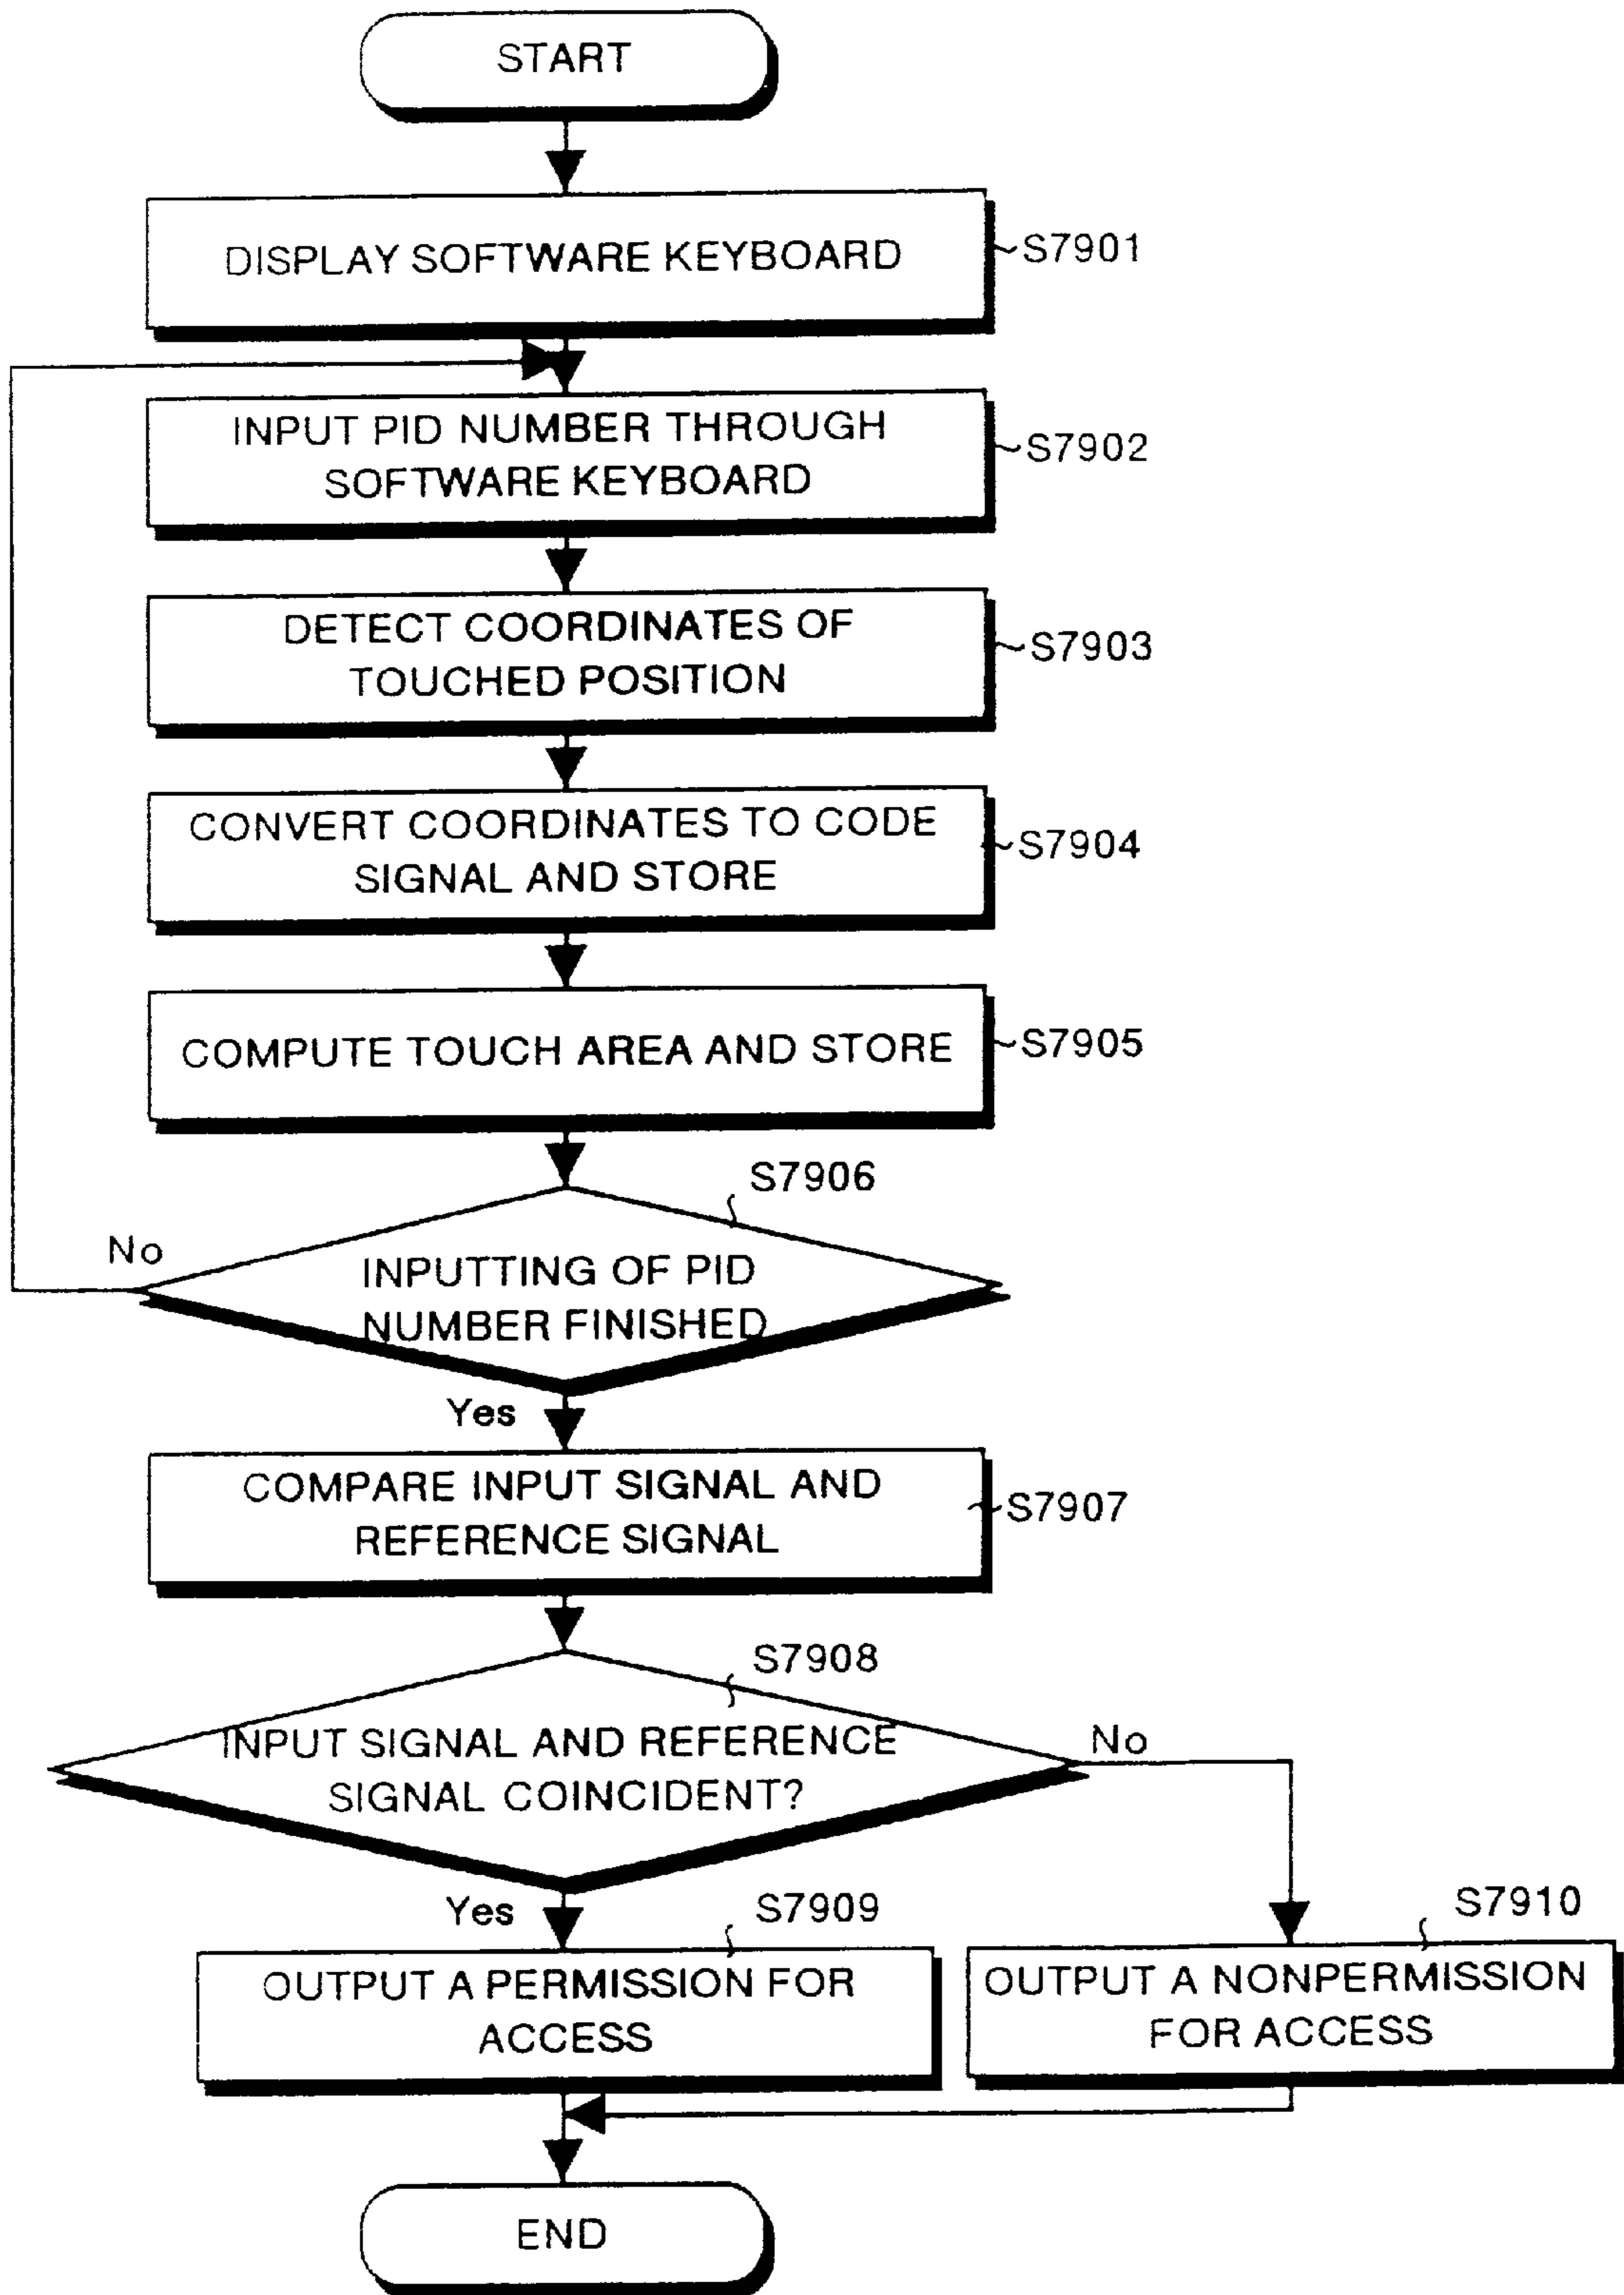 START
DISPLAY SOFTWARE KEYBOARD
S7901
INPUT PID NUMBER THROUGH
SOFTWARE KEYBOARD
S7902
DETECT COORDINATES OF
TOUCHED POSITION
S7903
CONVERT COORDINATES TO CODE
SIGNAL AND STORE
S7904
COMPUTE TOUCH AREA AND STORE
S7905
S7906
No
INPUTTING OF PID
NUMBER FINISHED
Yes
COMPARE INPUT SIGNAL AND
REFERENCE SIGNAL
S7907
S7908
INPUT SIGNAL AND REFERENCE
SIGNAL COINCIDENT?
No
Yes
S7909
OUTPUT A PERMISSION FOR
ACCESS
S7910
OUTPUT A NONPERMISSION
FOR ACCESS
END